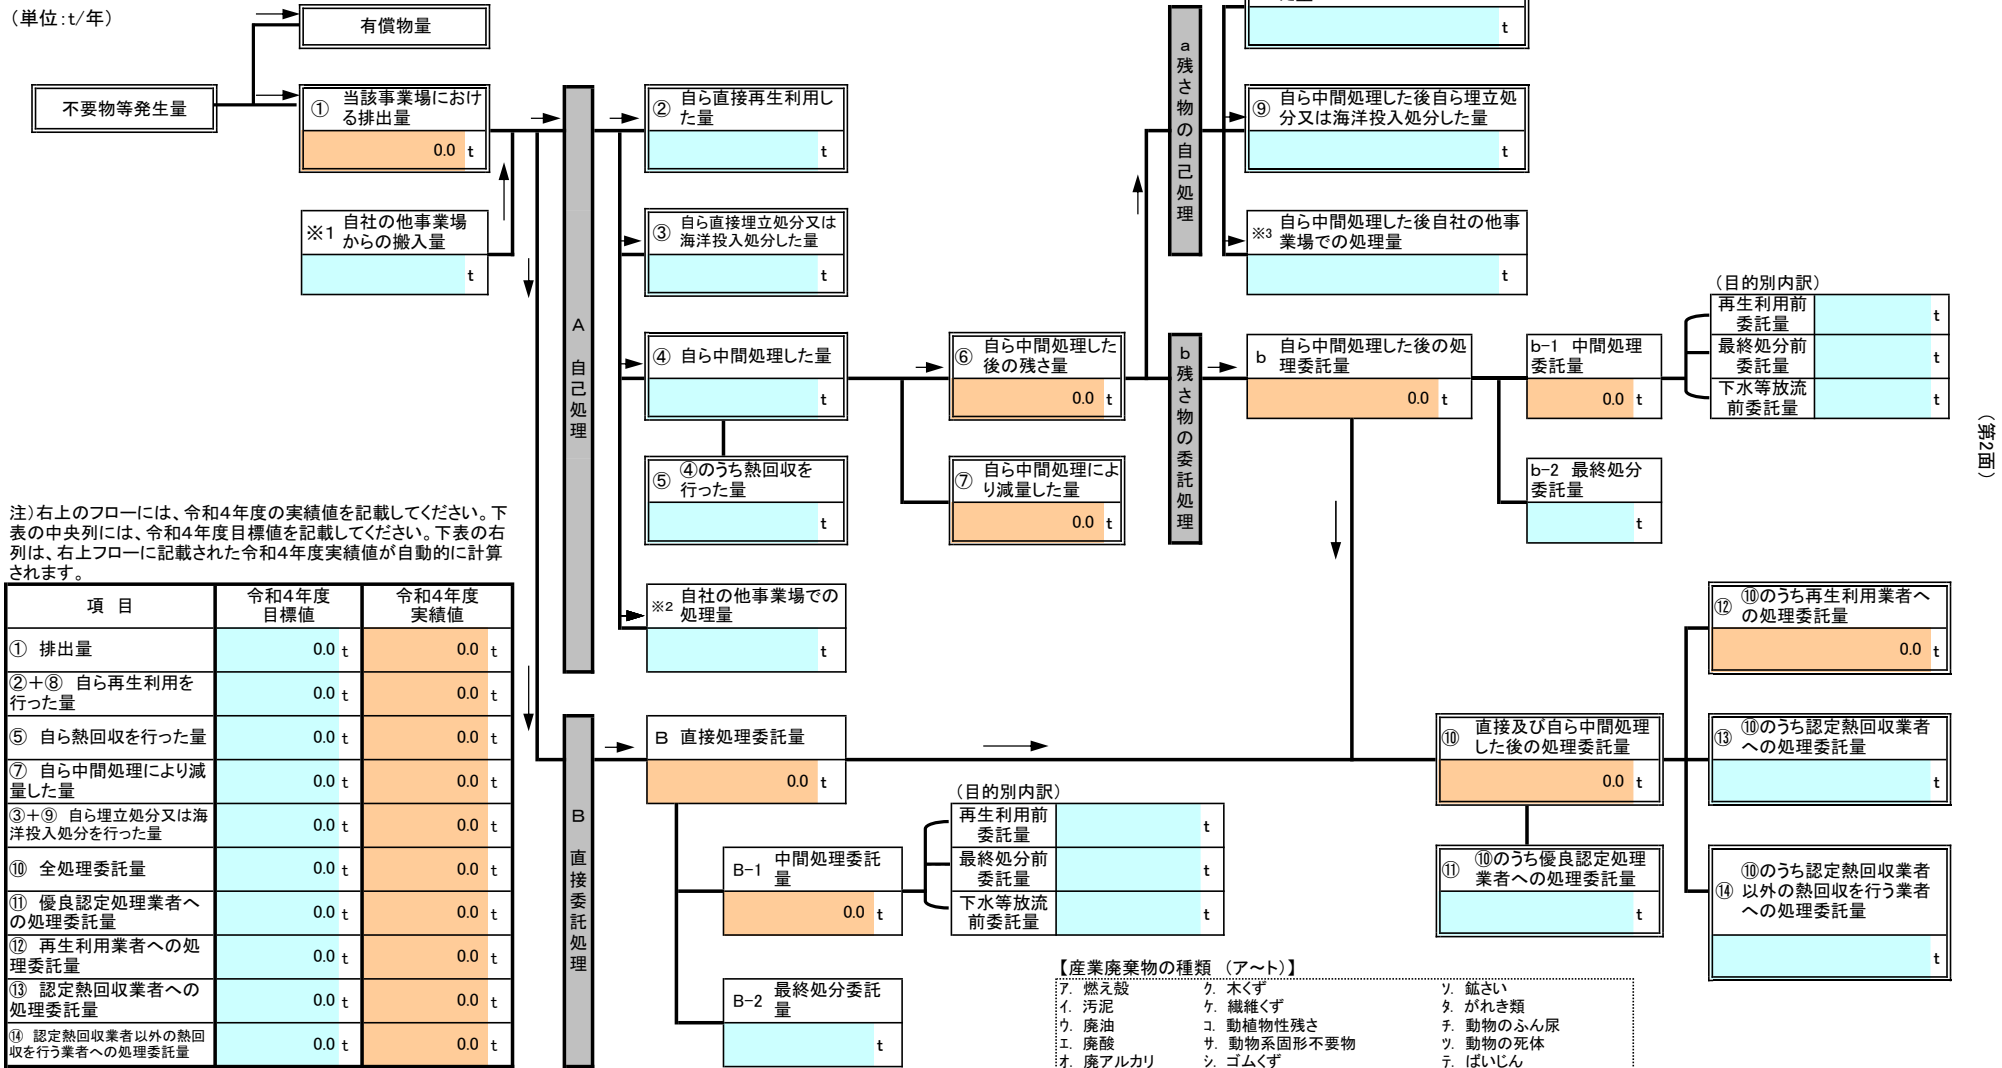 （単位:t/年）
有償物量
不要物等発生量
① 当該事業場におけ
る排出量
0.0 t
※1 自社の他事業場
からの搬入量
t
A 自己処理
② 自ら直接再生利用し
た量
t
③ 自ら直接埋立処分又は
海洋投入処分した量
t
④ 自ら中間処理した量
t
⑤ ④のうち熱回収を
行った量
t
※2 自社の他事業場での
処理量
t
⑥ 自ら中間処理した
後の残さ量
0.0 t
⑦ 自ら中間処理によ
り減量した量
0.0 t
a残さ物の自己処理
t
⑨ 自ら中間処理した後自ら埋立処
分又は海洋投入処分した量
t
※3 自ら中間処理した後自社の他事
業場での処理量
t
b残さ物の委託処理
b 自ら中間処理した後の処
理委託量
0.0 t
b-1 中間処理
委託量
0.0 t
b-2 最終処分
委託量
t
（目的別内訳）
再生利用前
委託量
t
最終処分前
委託量
t
下水等放流
前委託量
t
（第2面）
注）右上のフローには、令和4年度の実績値を記載してください。下
表の中央列には、令和4年度目標値を記載してください。下表の右
列は、右上フローに記載された令和4年度実績値が自動的に計算
されます。
項 目
令和4年度
目標値
令和4年度
実績値
① 排出量
0.0 t 0.0 t
②+⑧ 自ら再生利用を
行った量
0.0 t 0.0 t
⑤ 自ら熱回収を行った量
0.0 t 0.0 t
⑦ 自ら中間処理により減
量した量
0.0 t 0.0 t
③+⑨ 自ら埋立処分又は海
洋投入処分を行った量
0.0 t 0.0 t
⑩ 全処理委託量
0.0 t 0.0 t
⑪ 優良認定処理業者へ
の処理委託量
0.0 t 0.0 t
⑫ 再生利用業者への処
理委託量
0.0 t 0.0 t
⑬ 認定熱回収業者への
処理委託量
0.0 t 0.0 t
⑭ 認定熱回収業者以外の熱回
収を行う業者への処理委託量
0.0 t 0.0 t
B 直接委託処理
B 直接処理委託量
0.0 t
B-1 中間処理委託
量
0.0 t
B-2 最終処分委託
量
t
（目的別内訳）
再生利用前
委託量
t
最終処分前
委託量
t
下水等放流
前委託量
t
⑩ 直接及び自ら中間処理
した後の処理委託量
0.0 t
⑪ ⑩のうち優良認定処理
業者への処理委託量
t
⑫ ⑩のうち再生利用業者へ
の処理委託量
0.0 t
⑬ ⑩のうち認定熱回収業者
への処理委託量
t
⑭ ⑩のうち認定熱回収業者
以外の熱回収を行う業者
への処理委託量
t
【産業廃棄物の種類 （ア～ト）】
ア. 燃え殻 ク. 木くず ソ. 鉱さい
イ. 汚泥 ケ. 繊維くず タ. がれき類
ウ. 廃油 コ. 動植物性残さ チ. 動物のふん尿
エ. 廃酸 サ. 動物系固形不要物 ツ. 動物の死体
オ. 廃アルカリ シ. ゴムくず テ. ばいじん